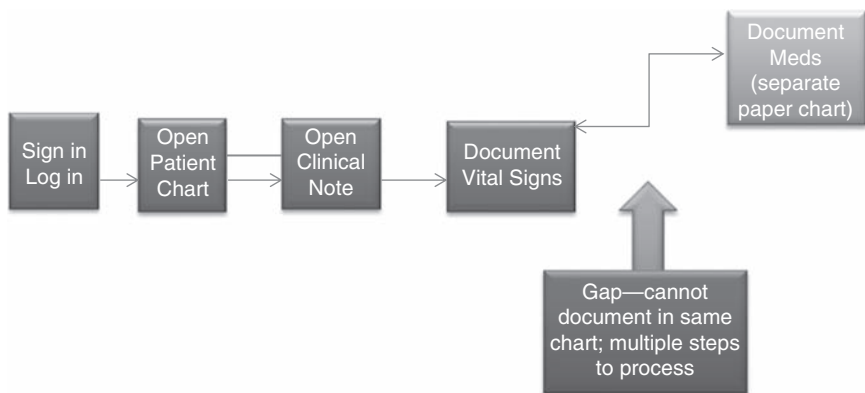 Sign in
Log in
Open
Patient
Chart
Open
Clinical
Note
Document
Vital Signs
Document
Meds
(separate
paper chart)
Gap—cannot
document in same
chart; multiple steps
to process